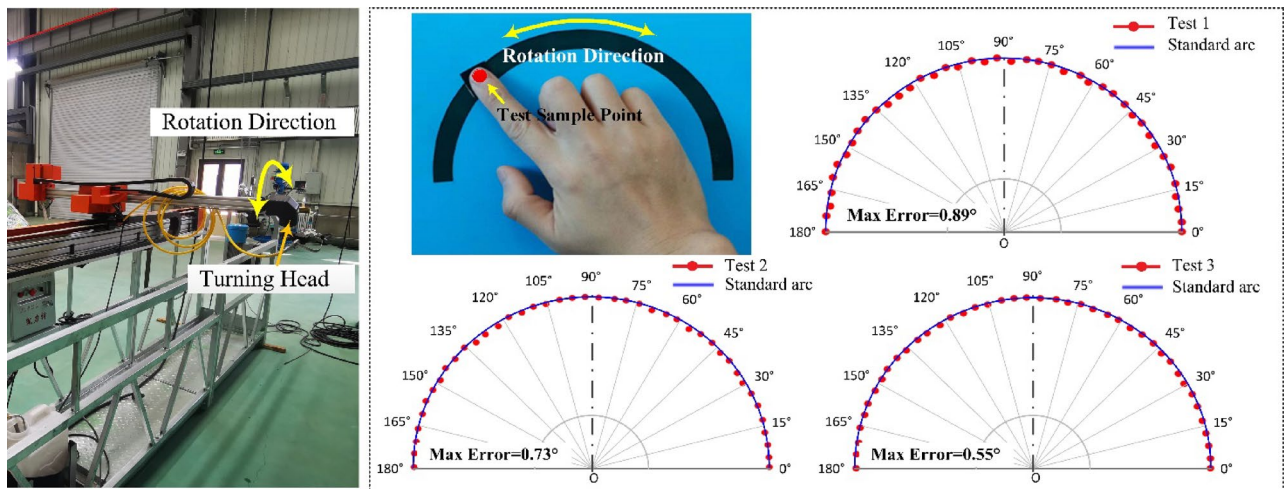 Rotation Direction
Turning Head
Rotation Direction
Test Sample Point
Test 1
Standard arc
90°
105°
75°
120°
60°
135°
45°
150°
30°
165°
15°
180°
0°
Max Error=0.89°
O
Test 2
Standard arc
90°
105°
75°
120°
60°
135°
45°
150°
30°
165°
15°
180°
0°
Max Error=0.73°
O
Test 3
Standard arc
90°
105°
75°
120°
60°
135°
45°
150°
30°
165°
15°
180°
0°
Max Error=0.55°
O